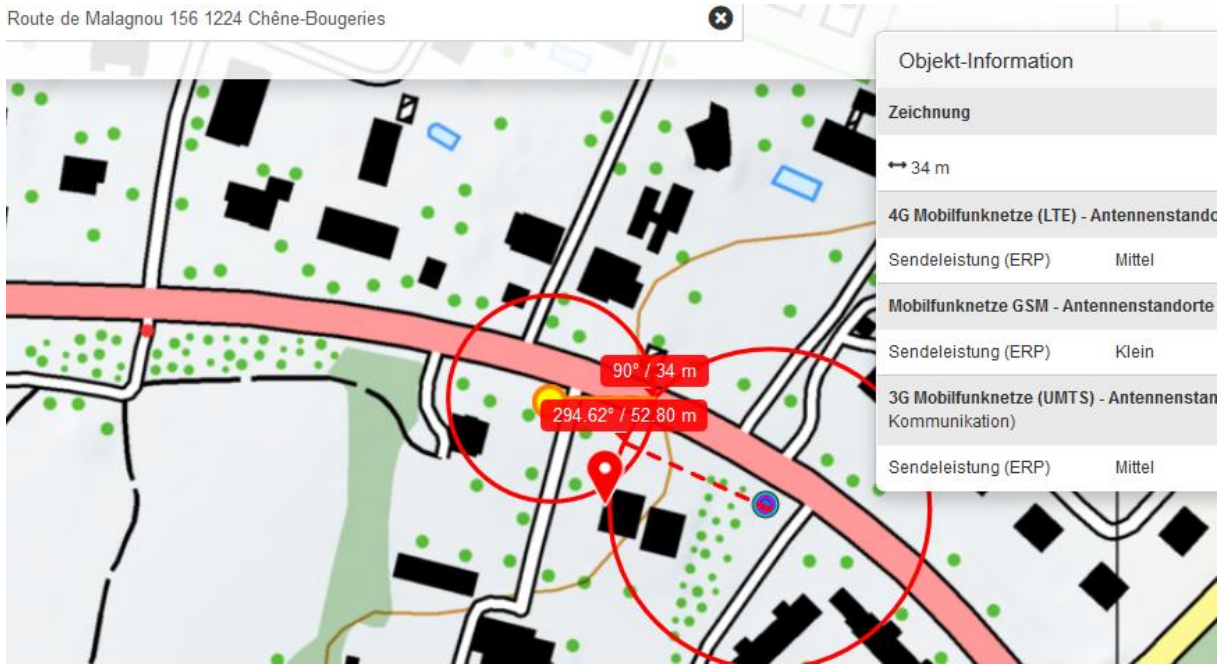 Route de Malagnou 156 1224 Chêne-Bougeries
Objekt-Information
Zeichnung
34 m
4G Mobilfunknetze (LTE) - Antennenstando
Sendeleistung (ERP) Mittel
Mobilfunknetze GSM - Antennenstandorte
Sendeleistung (ERP) Klein
3G Mobilfunknetze (UMTS) - Antennenstan
Kommunikation)
Sendeleistung (ERP) Mittel
90° / 34 m
294.62° / 52.80 m